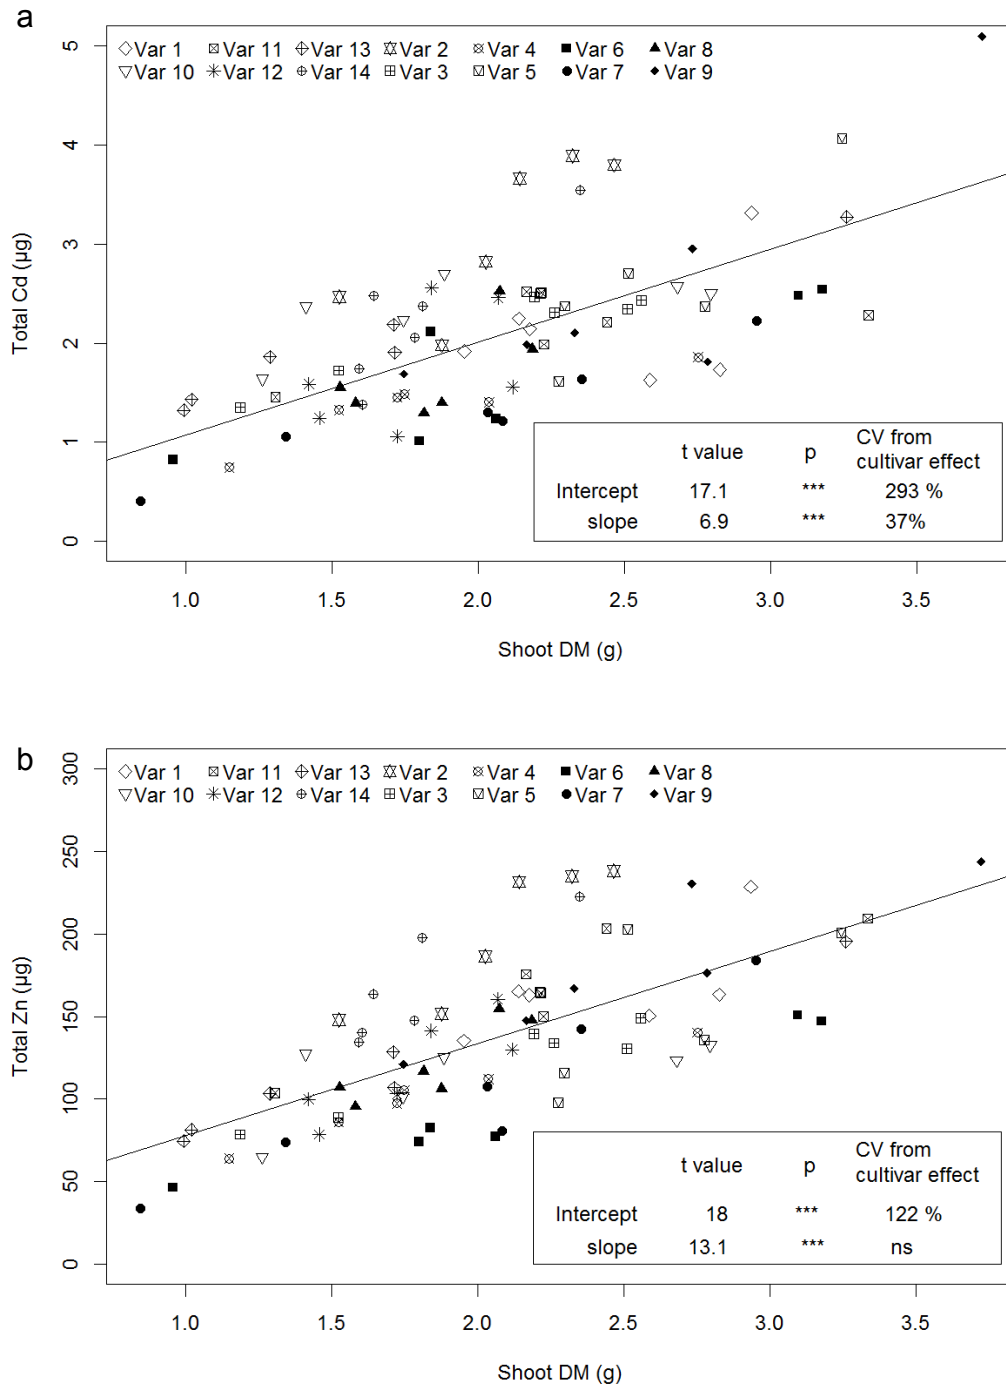 a
Var 1 Var 11 Var 13 Var 2 Var 4 Var 6 Var 8
Var 10 Var 12 Var 14 Var 3 Var 5 Var 7 Var 9
5
4
3
2
1
0
Total Cd (µg)
t value p CV from cultivar effect
Intercept 17.1 *** 293 %
slope 6.9 *** 37%
1.0 1.5 2.0 2.5 3.0 3.5
Shoot DM (g)
b
Var 1 Var 11 Var 13 Var 2 Var 4 Var 6 Var 8
Var 10 Var 12 Var 14 Var 3 Var 5 Var 7 Var 9
300
250
200
150
100
50
0
Total Zn (µg)
t value p CV from cultivar effect
Intercept 18 *** 122 %
slope 13.1 *** ns
1.0 1.5 2.0 2.5 3.0 3.5
Shoot DM (g)